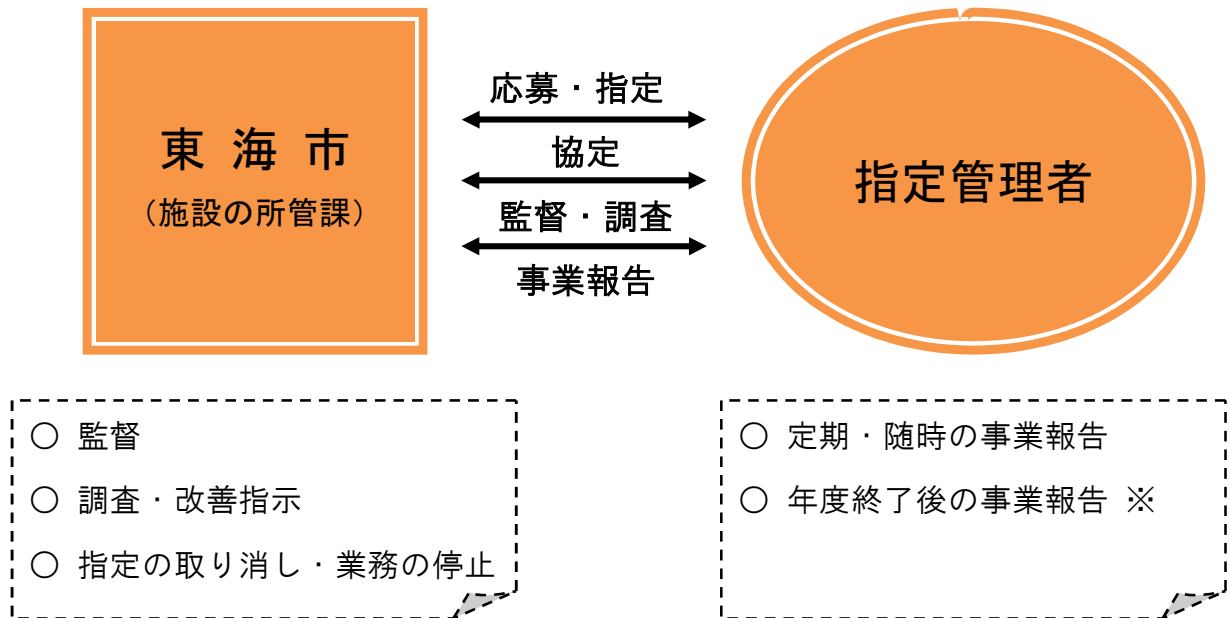 東海市
(施設の所管課)
応募・指定
協定
監督・調査
事業報告
指定管理者
○ 監督
○ 調査・改善指示
○ 指定の取り消し・業務の停止
○ 定期・随時の事業報告
○ 年度終了後の事業報告 ※